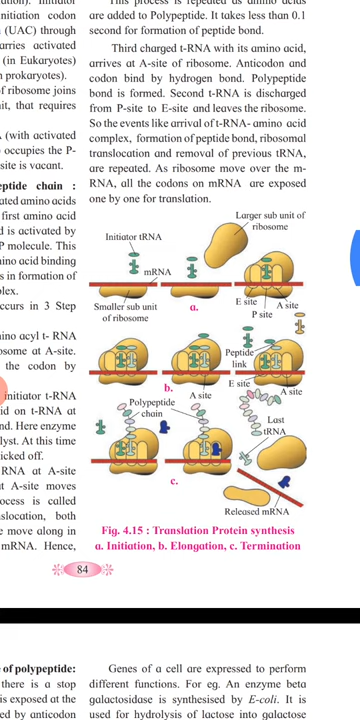 ation). Initiator
initiation codon
n (UAC) through
arries activated
(in Eukaryotes)
n prokaryotes).
of ribosome joins
it, that requires
A (with activated
occupies the P-
site is vacant.
eptide chain :
ated amino acids
first amino acid
d is activated by
P molecule. This
ino acid binding
s in formation of
plex.
ccurs in 3 Step
ino acyl t- RNA
osome at A-site.
the codon by
initiator t-RNA
id on t-RNA at
nd. Here enzyme
lyst. At this time
icked off.
RNA at A-site
at A-site moves
ocess is called
slocation, both
e move along in
mRNA. Hence,
This process is repeated as amino acids
are added to Polypeptide. It takes less than 0.1
second for formation of peptide bond.
Third charged t-RNA with its amino acid,
arrives at A-site of ribosome. Anticodon and
codon bind by hydrogen bond. Polypeptide
bond is formed. Second t-RNA is discharged
from P-site to E-site and leaves the ribosome.
So the events like arrival of t-RNA- amino acid
complex, formation of peptide bond, ribosomal
translocation and removal of previous tRNA,
are repeated. As ribosome move over the m-
RNA, all the codons on mRNA are exposed
one by one for translation.
Larger sub unit of
ribosome
Initiator tRNA
mRNA
Smaller sub unit
of ribosome
a.
E site
P site
A site
Peptide
link
b.
A site
E site
A site
Polypeptide
chain
Last
tRNA
c.
Released mRNA
Fig. 4.15 : Translation Protein synthesis
a. Initiation, b. Elongation, c. Termination
84
e of polypeptide:
there is a stop
is exposed at the
ed by anticodon
Genes of a cell are expressed to perform
different functions. For eg. An enzyme beta
galactosidase is synthesised by E-coli. It is
used for hydrolysis of lactose into galactose